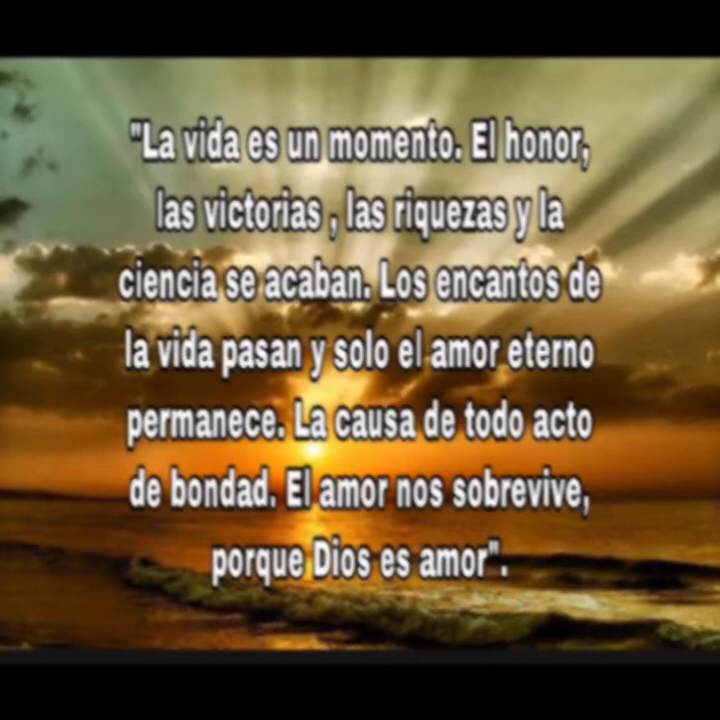 "La vida es un momento. El honor,
las victorias , las riquezas y la
ciencia se acaban. Los encantos de
la vida pasan y solo el amor eterno
permanece. La causa de todo acto
de bondad. El amor nos sobrevive,
porque Dios es amor".